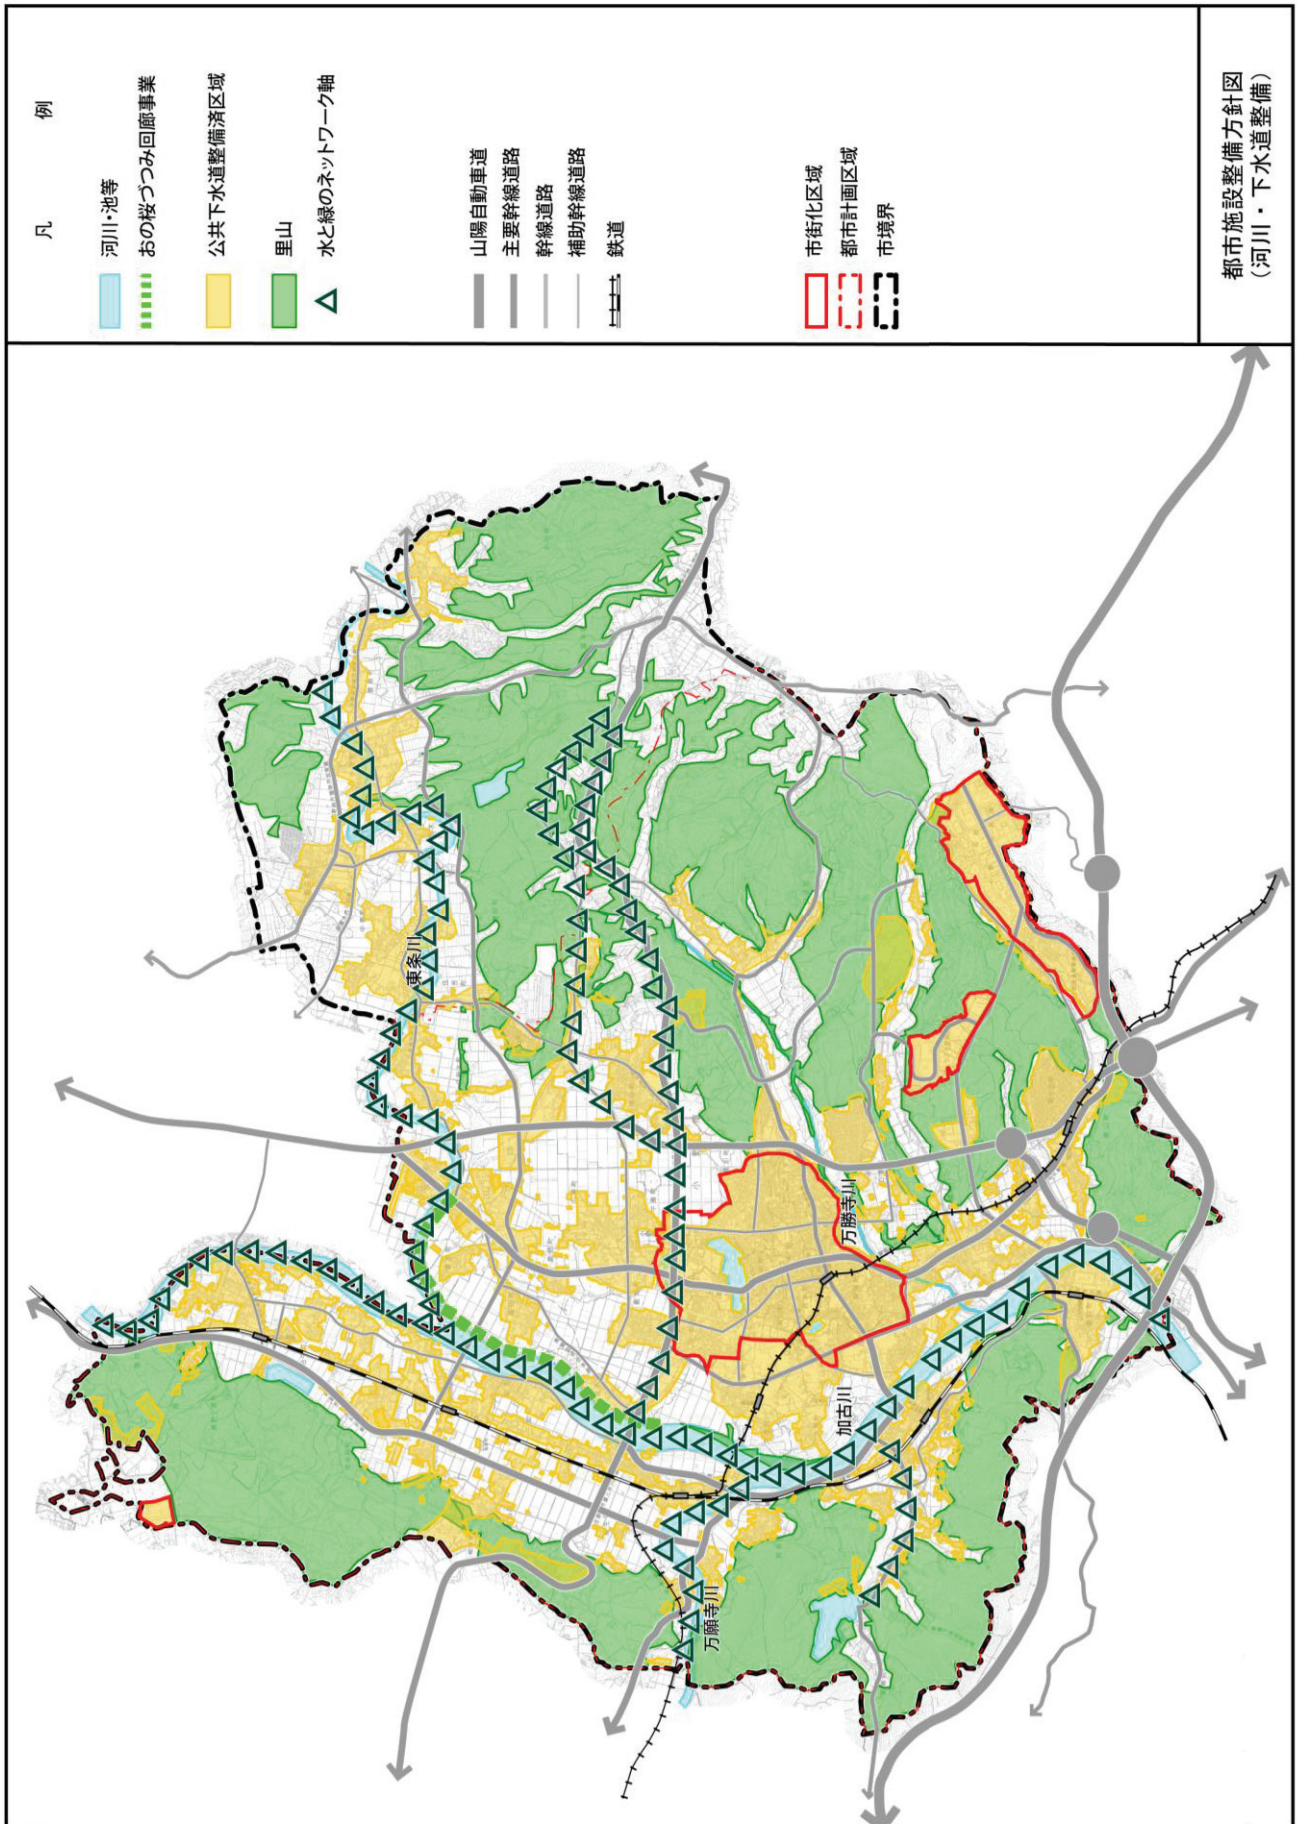 凡 例
河川・池等
おの桜づつみ回廊事業
公共下水道整備済区域
里山
水と緑のネットワーク軸
山陽自動車道
主要幹線道路
幹線道路
補助幹線道路
鉄道
市街化区域
都市計画区域
市境界
都市施設整備方針図
（河川・下水道整備）
東条川
万勝寺川
加古川
万願寺川